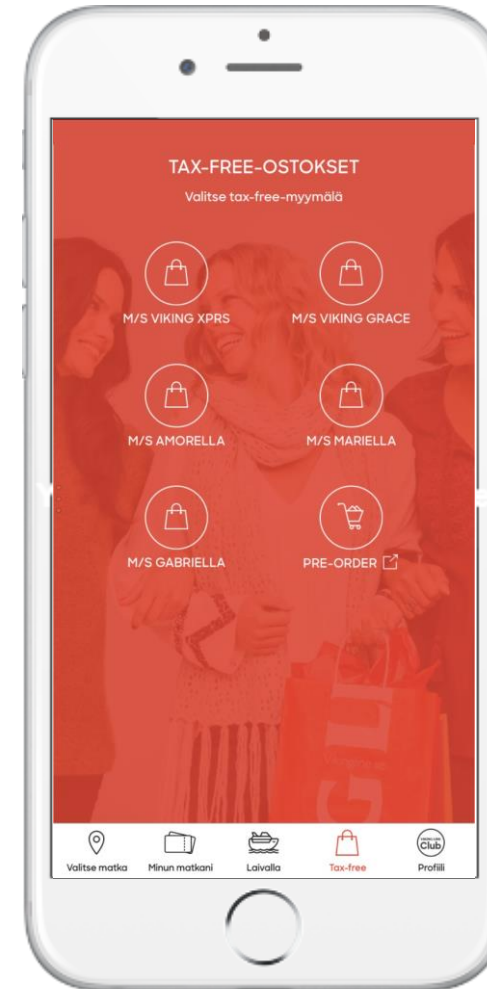 TAX-FREE-OSTOKSET
Valitse tax-free-myymälä
M/S VIKING XPRS
M/S VIKING GRACE
M/S AMORELLA
M/S MARIELLA
M/S GABRIELLA
PRE-ORDER
Valitse matka
Minun matkani
Laivalla
Tax-free
Club
Profiili